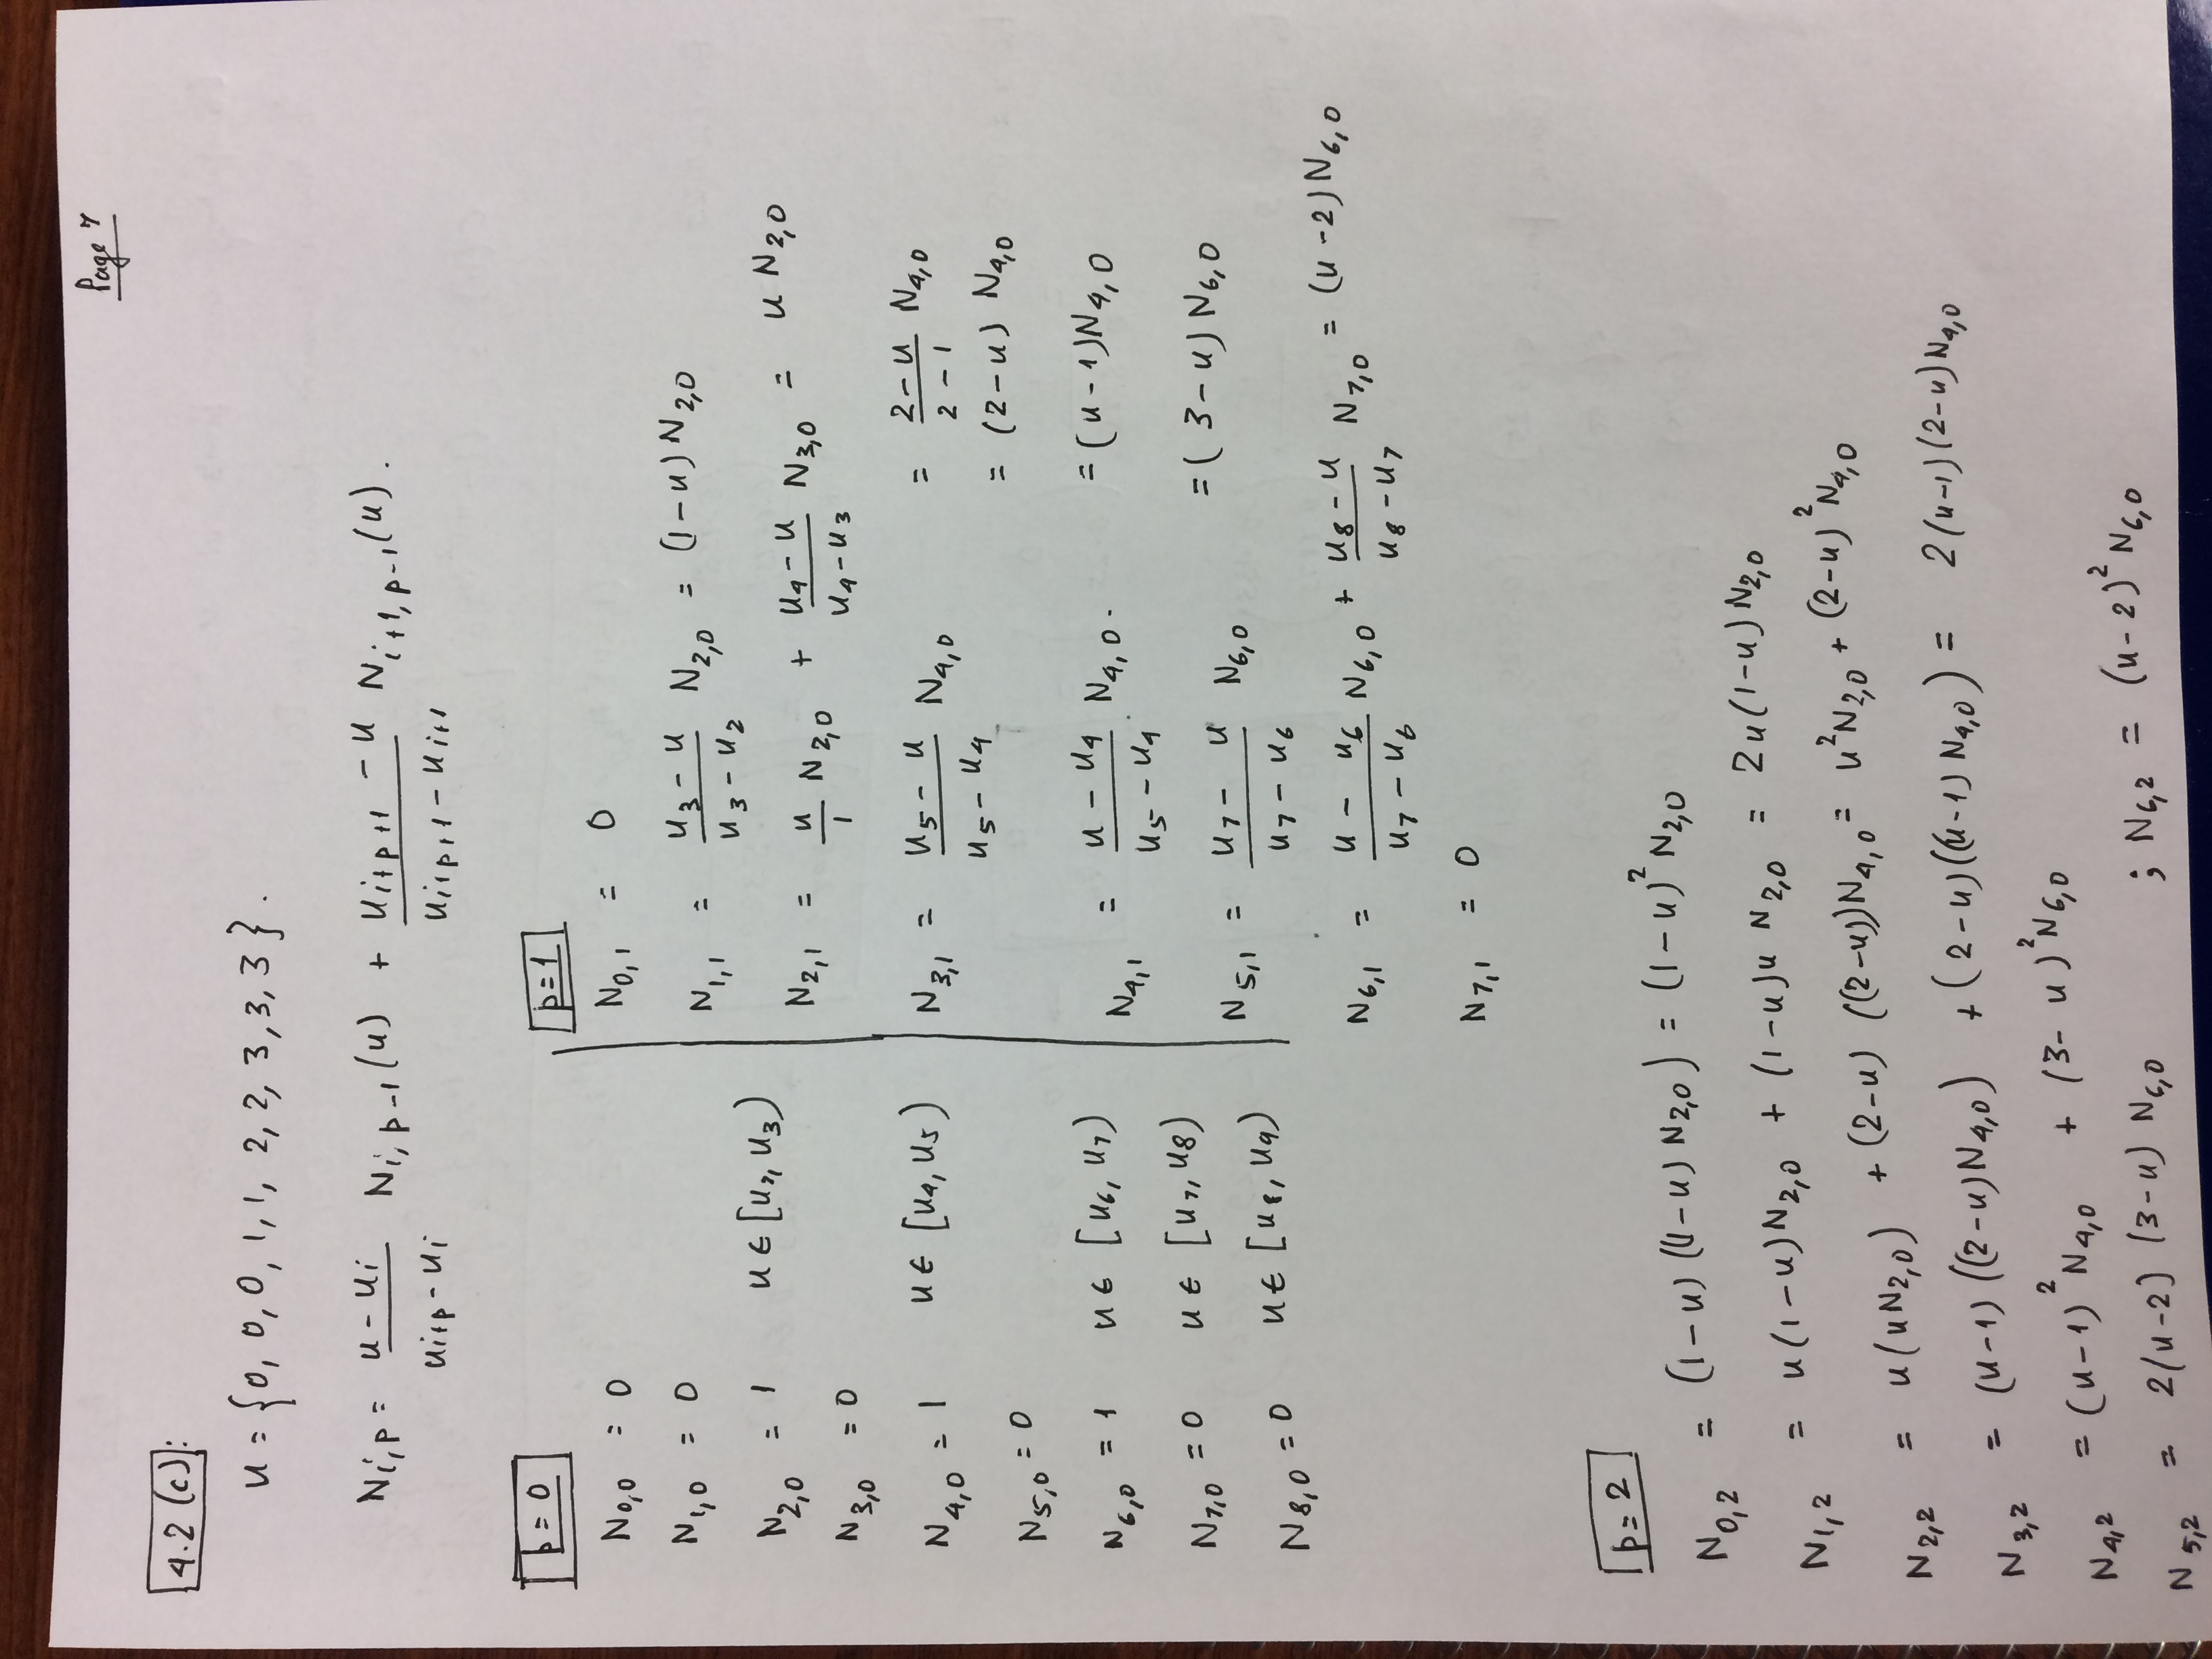 Page 7
4.2 (c):
u = {0, 0, 0, 1, 1, 2, 2, 3, 3, 3}.
N_{i,p} = \frac{u - u_i}{u_{i+p} - u_i} N_{i,p-1}(u) + \frac{u_{i+p+1} - u}{u_{i+p+1} - u_{i+1}} N_{i+1,p-1}(u).
p = 0
N_{0,0} = 0
N_{1,0} = 0
N_{2,0} = 1 u ∈ [u_2, u_3)
N_{3,0} = 0
N_{4,0} = 1 u ∈ [u_4, u_5)
N_{5,0} = 0
N_{6,0} = 1 u ∈ [u_6, u_7)
N_{7,0} = 0 u ∈ [u_7, u_8)
N_{8,0} = 0 u ∈ [u_8, u_9)
p = 1
N_{0,1} = 0
N_{1,1} = \frac{u_3 - u}{u_3 - u_2} N_{2,0} = (1-u) N_{2,0}
N_{2,1} = \frac{u}{1} N_{2,0} + \frac{u_4 - u}{u_4 - u_3} N_{3,0} = u N_{2,0}
N_{3,1} = \frac{u_5 - u}{u_5 - u_4} N_{4,0} = \frac{2-u}{2-1} N_{4,0}
= (2-u) N_{4,0}
N_{4,1} = \frac{u - u_4}{u_5 - u_4} N_{4,0}. = (u-1) N_{4,0}
N_{5,1} = \frac{u_7 - u}{u_7 - u_6} N_{6,0} = (3-u) N_{6,0}
N_{6,1} = \frac{u - u_6}{u_7 - u_6} N_{6,0} + \frac{u_8 - u}{u_8 - u_7} N_{7,0} = (u-2) N_{6,0}
N_{7,1} = 0
p = 2
N_{0,2} = (1-u) ((1-u) N_{2,0}) = (1-u)^2 N_{2,0}
N_{1,2} = u(1-u) N_{2,0} + (1-u)u N_{2,0} = 2u(1-u) N_{2,0}
N_{2,2} = u(u N_{2,0}) + (2-u) ((2-u)) N_{4,0} = u^2 N_{2,0} + (2-u)^2 N_{4,0}
N_{3,2} = (u-1) ((2-u) N_{4,0}) + (2-u)((u-1) N_{4,0}) = 2(u-1)(2-u) N_{4,0}
N_{4,2} = (u-1)^2 N_{4,0} + (3-u)^2 N_{6,0}
N_{5,2} = 2(u-2) (3-u) N_{6,0} ; N_{6,2} = (u-2)^2 N_{6,0}